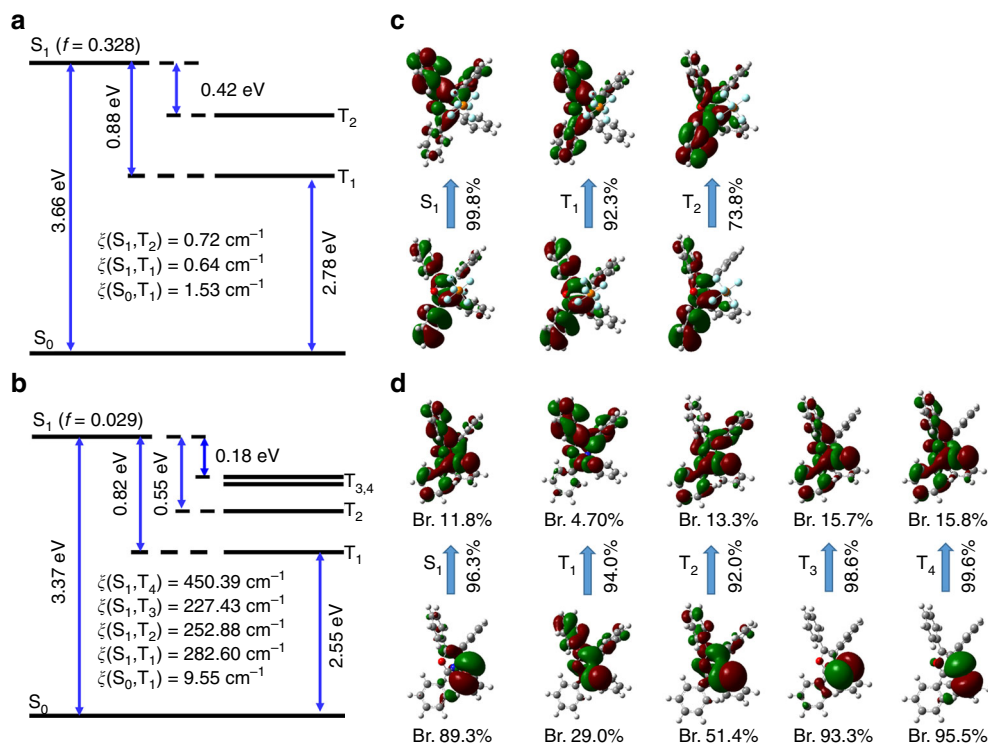 a
S₁ (f = 0.328)
0.42 eV
0.88 eV
T₂
T₁
3.66 eV
ξ(S₁,T₂) = 0.72 cm⁻¹
ξ(S₁,T₁) = 0.64 cm⁻¹
ξ(S₀,T₁) = 1.53 cm⁻¹
2.78 eV
S₀
b
S₁ (f = 0.029)
0.18 eV
0.82 eV
0.55 eV
T₃,₄
T₂
T₁
3.37 eV
ξ(S₁,T₄) = 450.39 cm⁻¹
ξ(S₁,T₃) = 227.43 cm⁻¹
ξ(S₁,T₂) = 252.88 cm⁻¹
ξ(S₁,T₁) = 282.60 cm⁻¹
ξ(S₀,T₁) = 9.55 cm⁻¹
2.55 eV
S₀
c
S₁ 99.8%
T₁ 92.3%
T₂ 73.8%
d
Br. 11.8% Br. 4.70% Br. 13.3% Br. 15.7% Br. 15.8%
S₁ 96.3%
T₁ 94.0%
T₂ 92.0%
T₃ 98.6%
T₄ 99.6%
Br. 89.3% Br. 29.0% Br. 51.4% Br. 93.3% Br. 95.5%